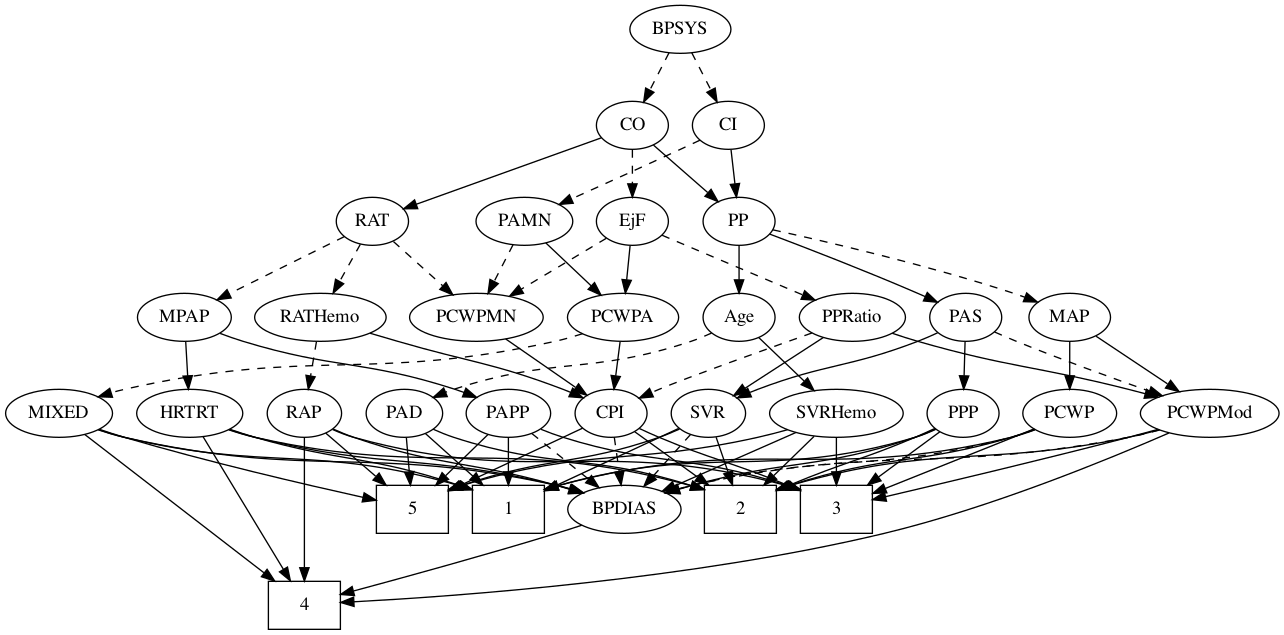 BPSYS
CO CI
RAT PAMN EjF PP
MPAP RATHemo PCWPMN PCWPA Age PPRatio PAS MAP
MIXED HRTRT RAP PAD PAPP CPI SVR SVRHemo PPP PCWP PCWPMod
5 1 BPDIAS 2 3
4